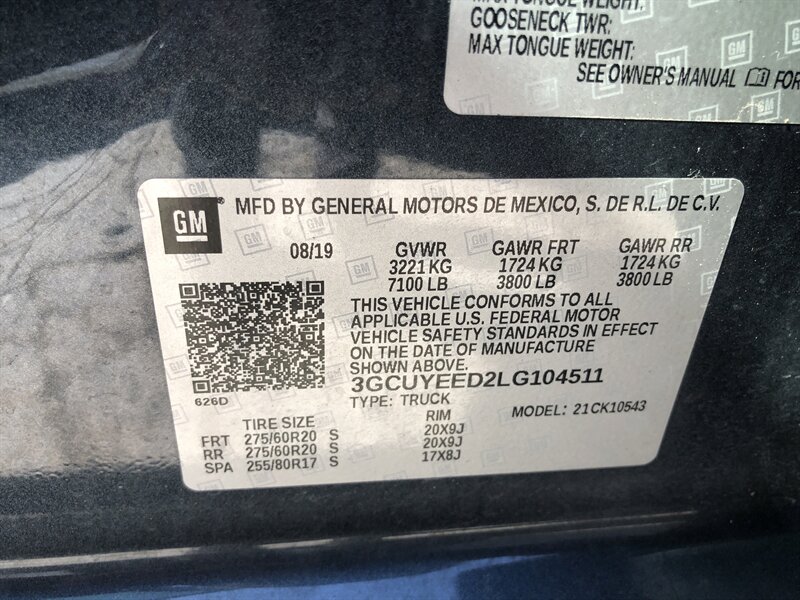 MAX TONGUE WEIGHT:
GOOSENECK TWR:
MAX TONGUE WEIGHT:
SEE OWNER'S MANUAL FOR
GM
GM® MFD BY GENERAL MOTORS DE MEXICO, S. DE R.L. DE C.V.
08/19 GVWR GAWR FRT GAWR RR
3221 KG 1724 KG 1724 KG
7100 LB 3800 LB 3800 LB
THIS VEHICLE CONFORMS TO ALL
APPLICABLE U.S. FEDERAL MOTOR
VEHICLE SAFETY STANDARDS IN EFFECT
ON THE DATE OF MANUFACTURE
SHOWN ABOVE.
3GCUYEED2LG104511
626D TYPE: TRUCK MODEL: 21CK10543
TIRE SIZE RIM
FRT 275/60R20 S 20X9J
RR 275/60R20 S 20X9J
SPA 255/80R17 S 17X8J